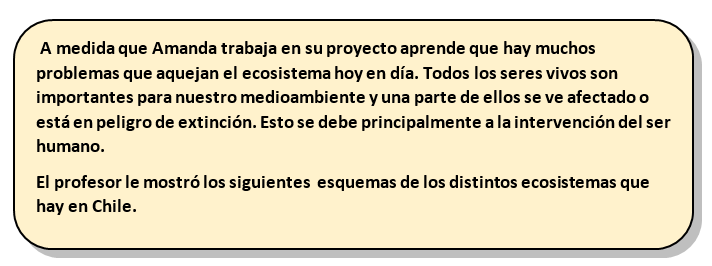 A medida que Amanda trabaja en su proyecto aprende que hay muchos
problemas que aquejan el ecosistema hoy en día. Todos los seres vivos son
importantes para nuestro medioambiente y una parte de ellos se ve afectado o
está en peligro de extinción. Esto se debe principalmente a la intervención del ser
humano.
El profesor le mostró los siguientes esquemas de los distintos ecosistemas que
hay en Chile.